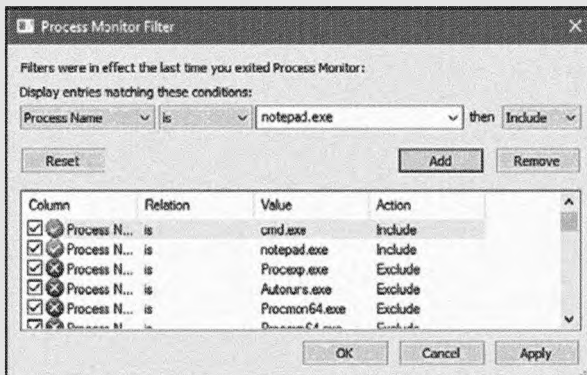 Process Monitor Filter
Filters were in effect the last time you exited Process Monitor:
Display entries matching these conditions:
Process Name is notepad.exe then Include
Reset Add Remove
Column Relation Value Action
Process N... is cmd.exe Include
Process N... is notepad.exe Include
Process N... is Procexp.exe Exclude
Process N... is Autoruns.exe Exclude
Process N... is Procmon64.exe Exclude
OK Cancel Apply